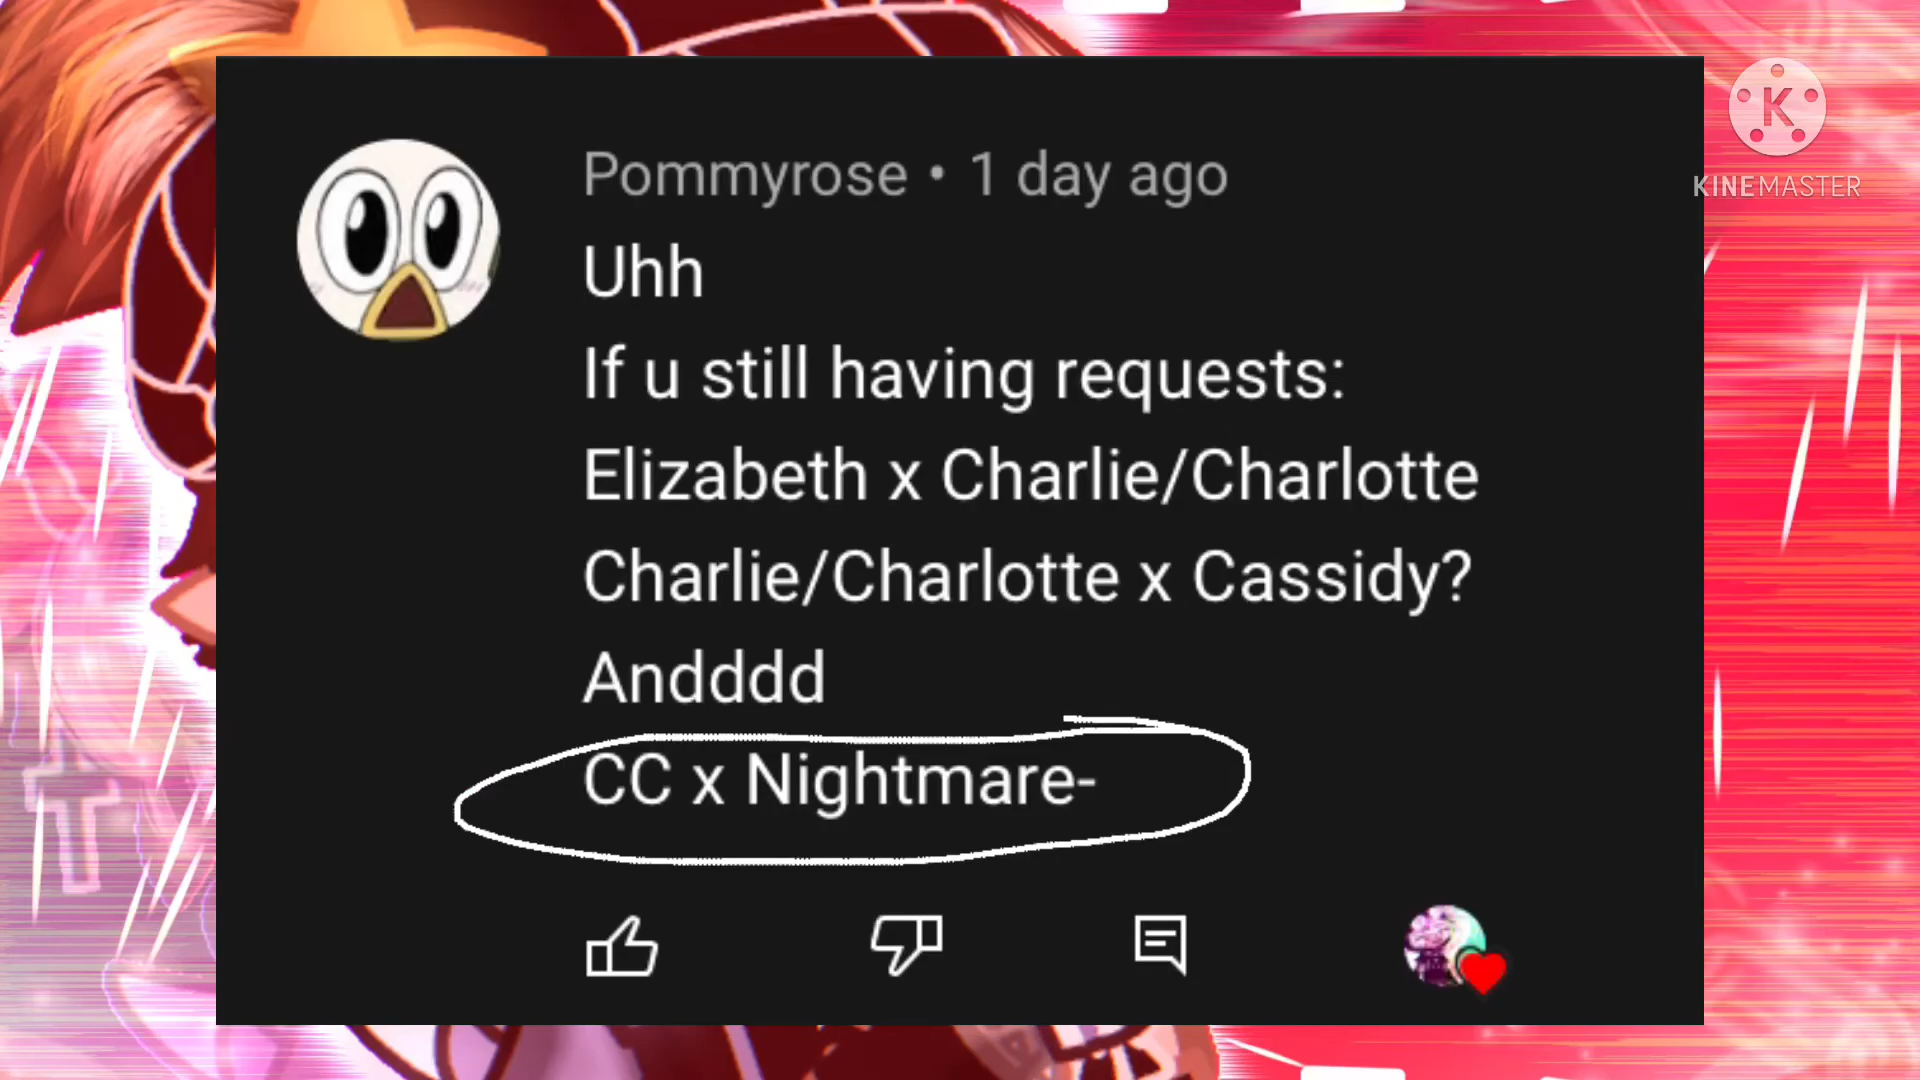 Pommyrose • 1 day ago
Uhh
If u still having requests:
Elizabeth x Charlie/Charlotte
Charlie/Charlotte x Cassidy?
Andddd
CC x Nightmare-
K
KINEMASTER